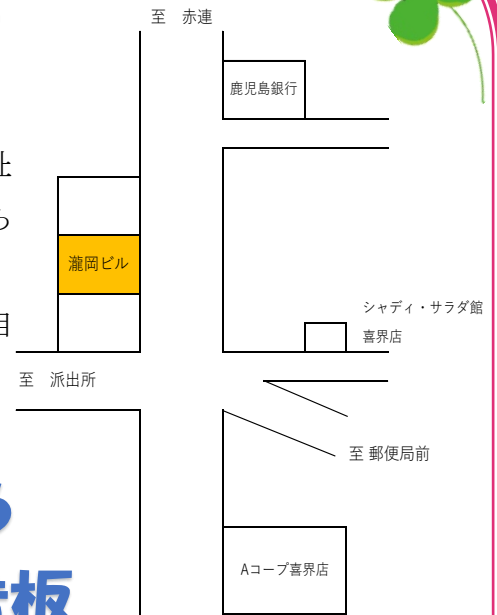 至　赤連
鹿児島銀行
瀧岡ビル
シャディ・サラダ館
喜界店
至　派出所
至 郵便局前
Aコープ喜界店
板